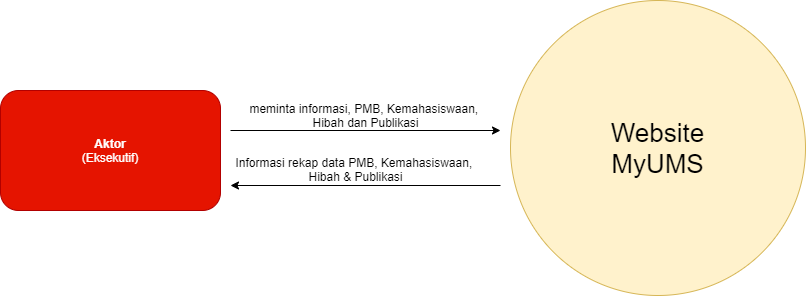 Aktor
(Eksekutif)
meminta informasi, PMB, Kemahasiswaan,
Hibah dan Publikasi
Informasi rekap data PMB, Kemahasiswaan,
Hibah & Publikasi
Website
MyUMS